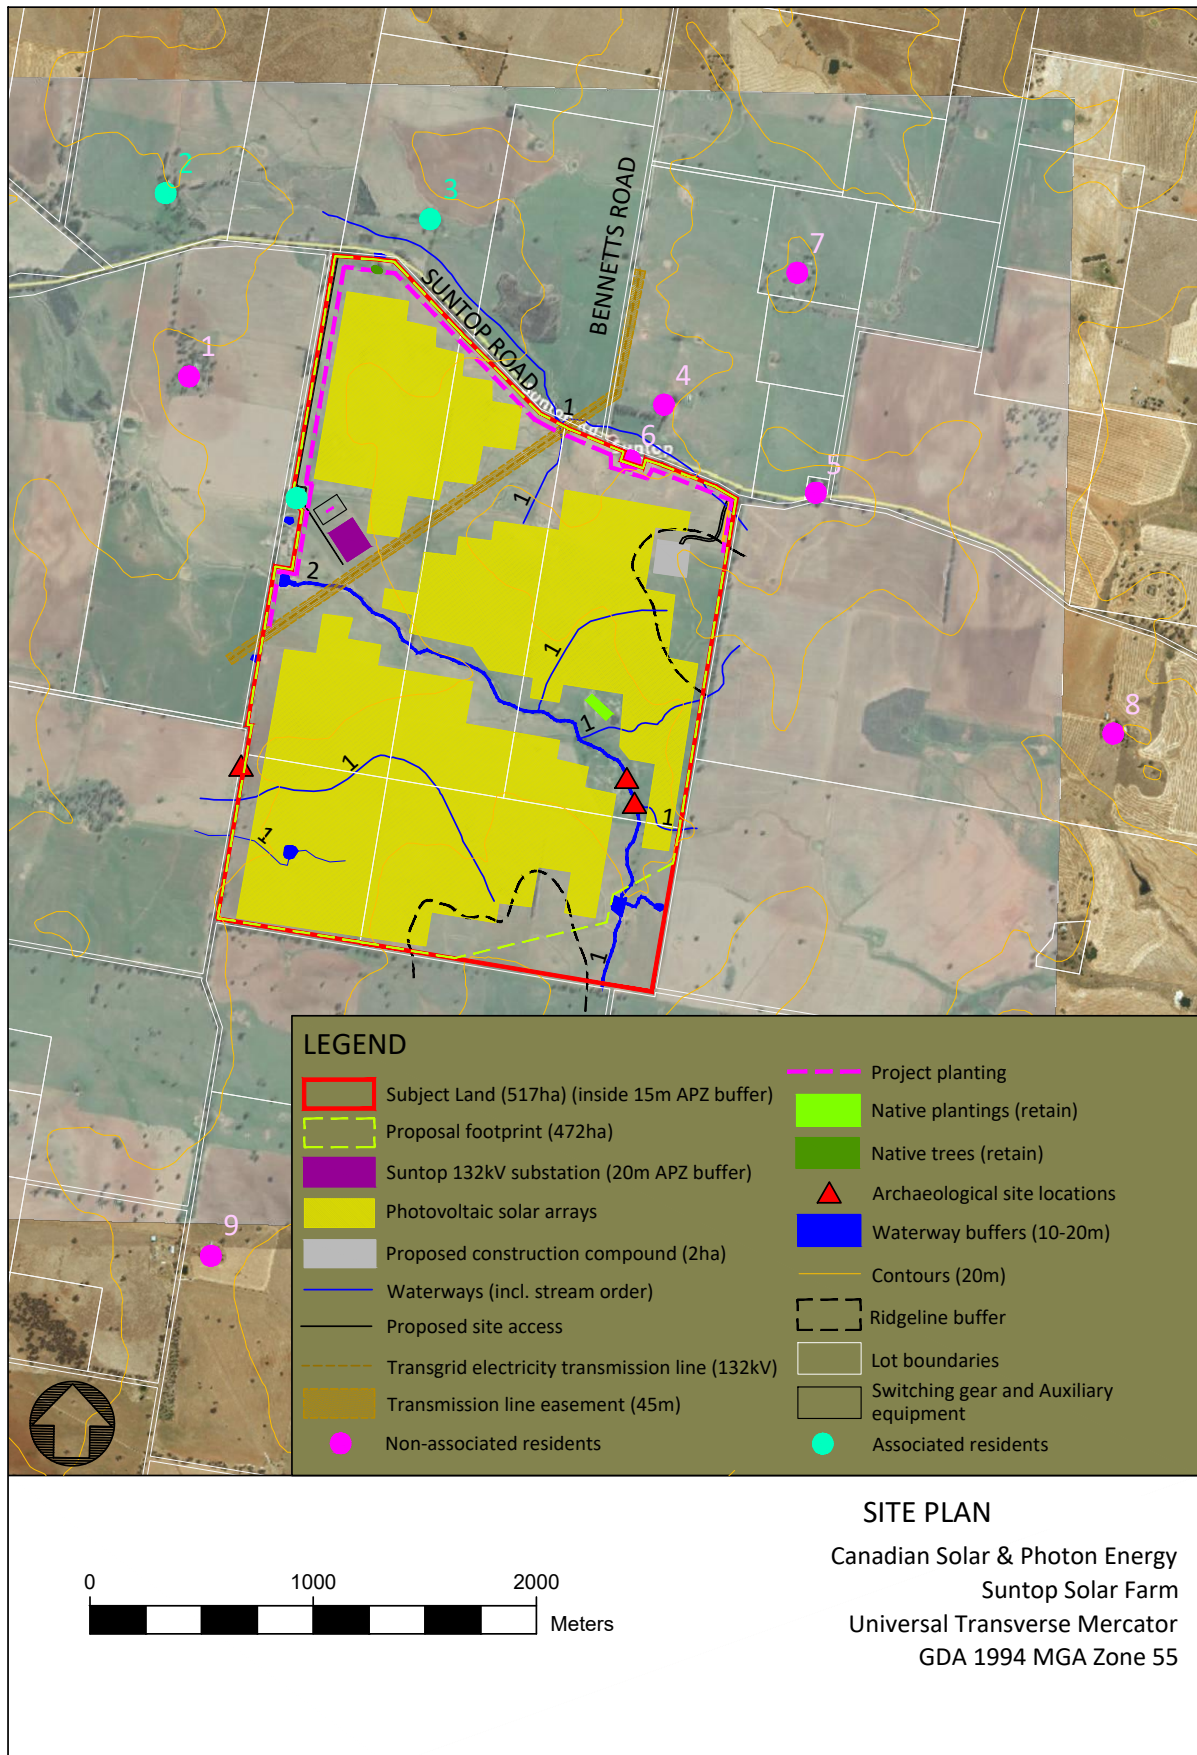 2
3
BENNETTS ROAD
7
SUNTOP ROAD
1
4
1
6
5
1
2
1
1
8
1
1
1
1
9
LEGEND
Subject Land (517ha) (inside 15m APZ buffer)
Proposal footprint (472ha)
Suntop 132kV substation (20m APZ buffer)
Photovoltaic solar arrays
Proposed construction compound (2ha)
Waterways (incl. stream order)
Proposed site access
Transgrid electricity transmission line (132kV)
Transmission line easement (45m)
Non-associated residents
Project planting
Native plantings (retain)
Native trees (retain)
Archaeological site locations
Waterway buffers (10-20m)
Contours (20m)
Ridgeline buffer
Lot boundaries
Switching gear and Auxiliary
equipment
Associated residents
SITE PLAN
Canadian Solar & Photon Energy
Suntop Solar Farm
Universal Transverse Mercator
GDA 1994 MGA Zone 55
0 1000 2000
Meters